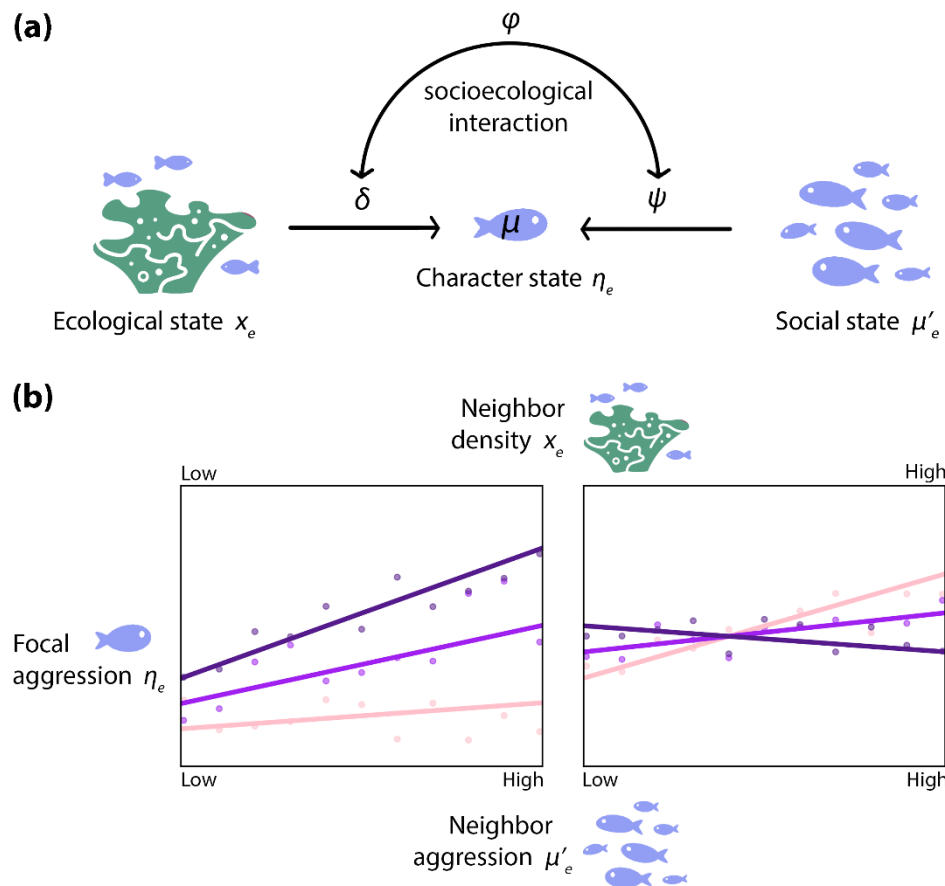 (a)
φ
socioecological
interaction
δ
ψ
μ
Character state η_e
Ecological state x_e
Social state μ′_e
(b)
Neighbor
density x_e
Low
High
Focal
aggression η_e
Low
High
Low
High
Neighbor
aggression μ′_e